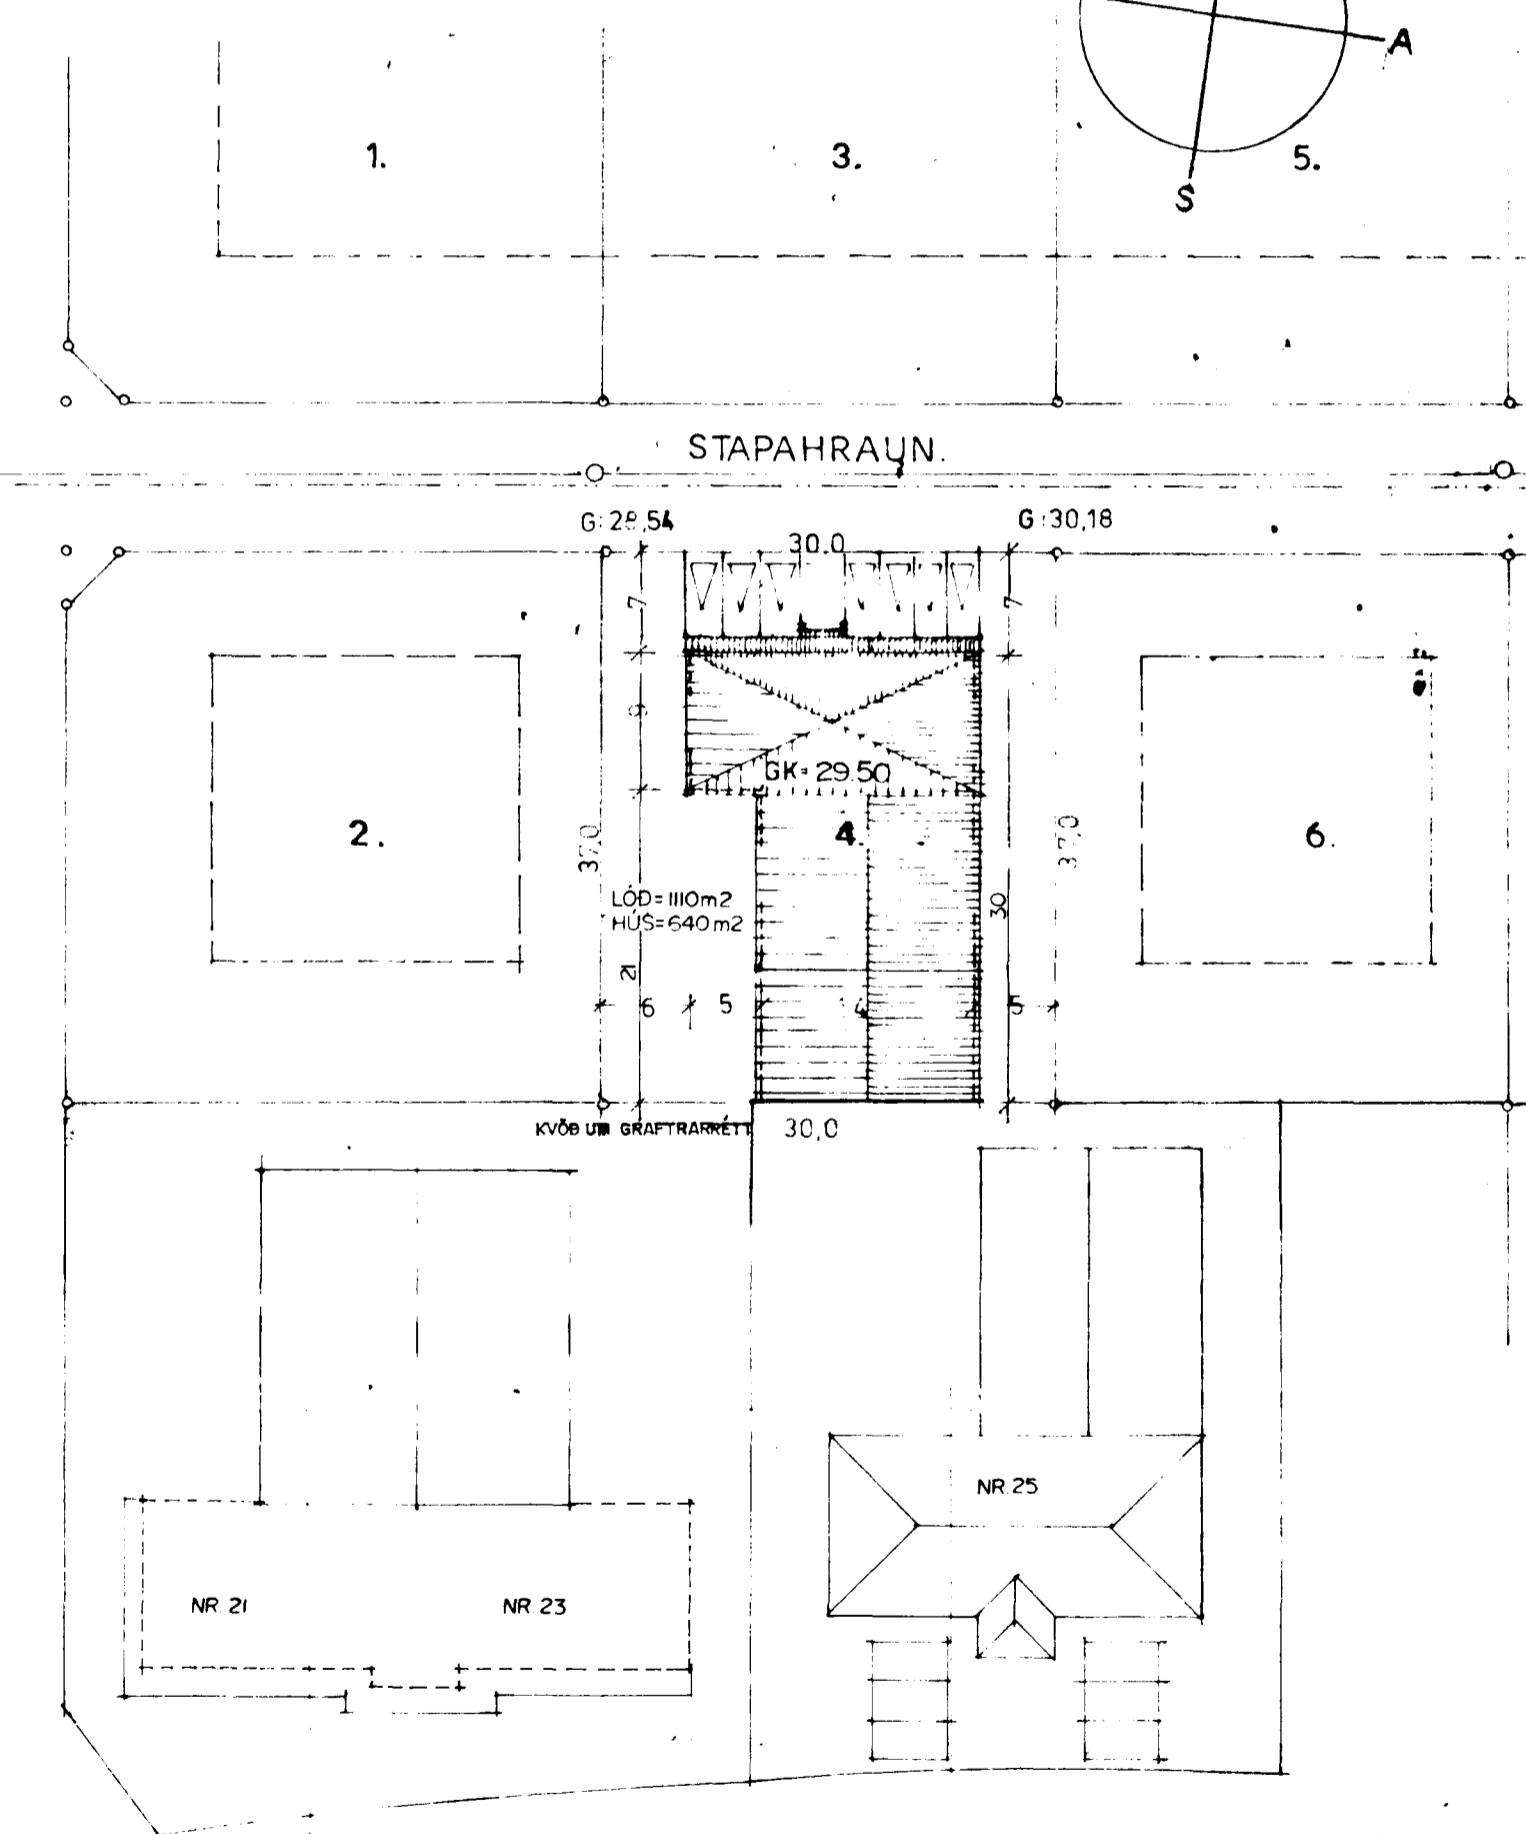 A
S
1.
3.
5.
STAPAHRAUN.
G:28,54
G:30,18
30.0
7
7
9
GK=29.50
2.
4.
6.
37,0
37,0
LÓÐ=1110m2
HÚS=640m2
30
21
6
5
5
KVÖÐ UM GRAFTRARRÉTT
30,0
NR.25
NR.21
NR.23